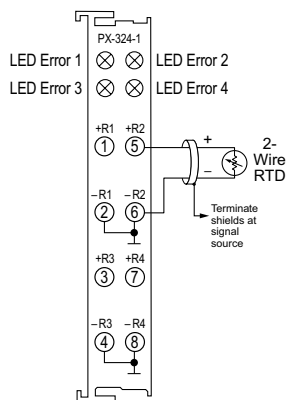 PX-324-1
LED Error 1 LED Error 2
LED Error 3 LED Error 4
+R1 +R2
1 5
+
2-
Wire
RTD
–
–R1 –R2
2 6
Terminate
shields at
signal
source
+R3 +R4
3 7
–R3 –R4
4 8